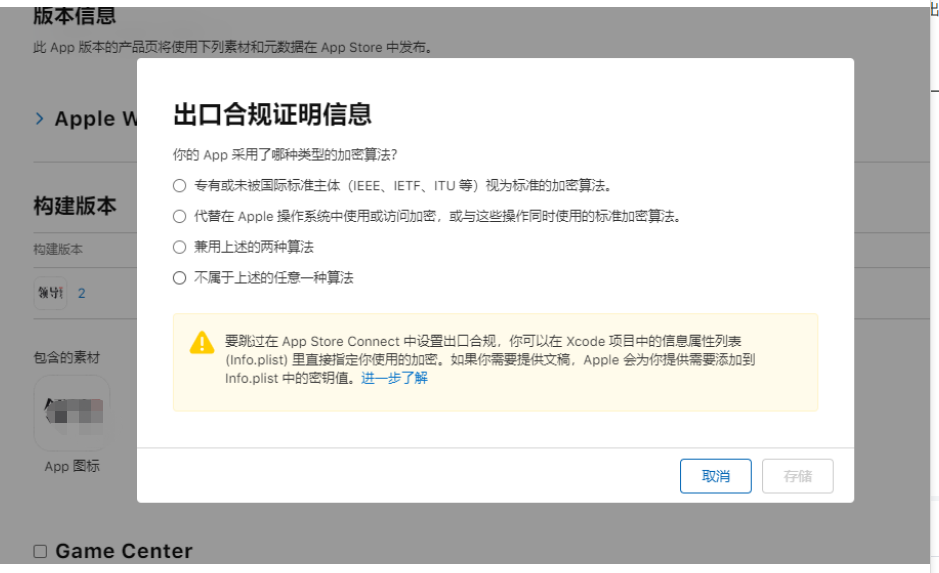 版本信息
此 App 版本的产品页将使用下列素材和元数据在 App Store 中发布。
Apple W
出口合规证明信息
你的 App 采用了哪种类型的加密算法?
专有或未被国际标准主体（IEEE、IETF、ITU 等）视为标准的加密算法。
代替在 Apple 操作系统中使用或访问加密，或与这些操作同时使用的标准加密算法。
兼用上述的两种算法
不属于上述的任意一种算法
构建版本
构建版本
2
要跳过在 App Store Connect 中设置出口合规，你可以在 Xcode 项目中的信息属性列表
(Info.plist) 里直接指定你使用的加密。如果你需要提供文稿，Apple 会为你提供需要添加到
Info.plist 中的密钥值。进一步了解
包含的素材
App 图标
取消
存储
Game Center